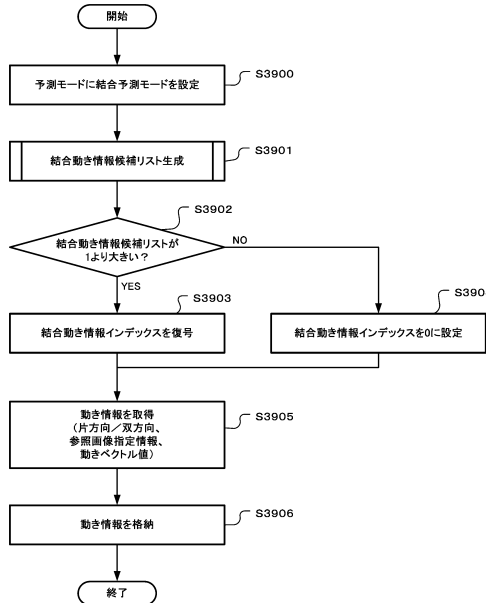 開始
予測モードに結合予測モードを設定
S3900
結合動き情報候補リスト生成
S3901
S3902
結合動き情報候補リストが
1より大きい？
NO
YES
S3903
結合動き情報インデックスを復号
S390
結合動き情報インデックスを0に設定
動き情報を取得
（片方向／双方向、
参照画像指定情報、
動きベクトル値）
S3905
動き情報を格納
S3906
終了